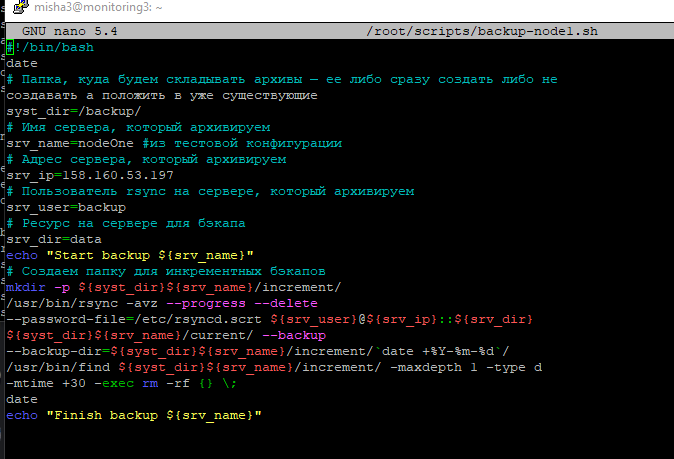 misha3@monitoring3: ~
GNU nano 5.4 /root/scripts/backup-node1.sh
#!/bin/bash
date
# Папка, куда будем складывать архивы — ее либо сразу создать либо не
создавать а положить в уже существующие
syst_dir=/backup/
# Имя сервера, который архивируем
srv_name=nodeOne #из тестовой конфигурации
# Адрес сервера, который архивируем
srv_ip=158.160.53.197
# Пользователь rsync на сервере, который архивируем
srv_user=backup
# Ресурс на сервере для бэкапа
srv_dir=data
echo "Start backup ${srv_name}"
# Создаем папку для инкрементных бэкапов
mkdir -p ${syst_dir}${srv_name}/increment/
/usr/bin/rsync -avz --progress --delete
--password-file=/etc/rsyncd.scrt ${srv_user}@${srv_ip}::${srv_dir}
${syst_dir}${srv_name}/current/ --backup
--backup-dir=${syst_dir}${srv_name}/increment/`date +%Y-%m-%d`/
/usr/bin/find ${syst_dir}${srv_name}/increment/ -maxdepth 1 -type d
-mtime +30 -exec rm -rf {} \;
date
echo "Finish backup ${srv_name}"